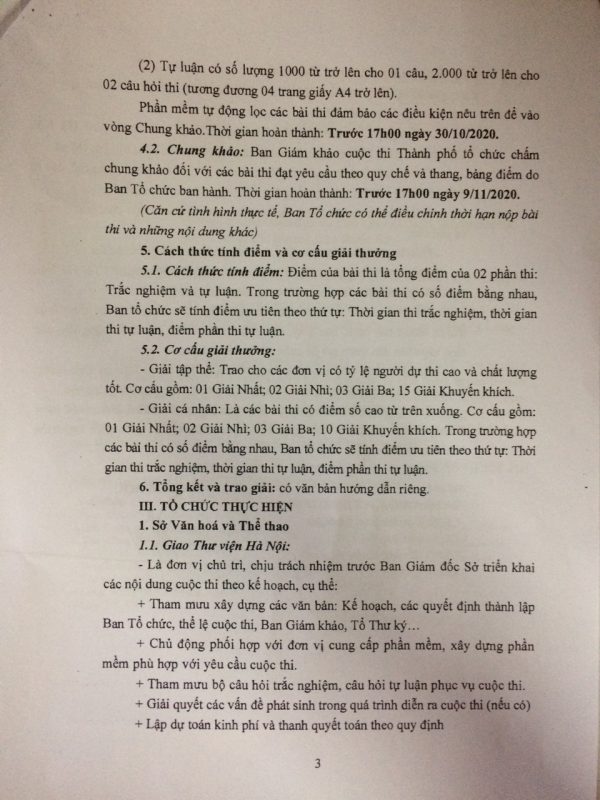 (2) Tự luận có số lượng 1000 từ trở lên cho 01 câu, 2.000 từ trở lên cho
02 câu hỏi thi (tương đương 04 trang giấy A4 trở lên).
Phần mềm tự động lọc các bài thi đảm bảo các điều kiện nêu trên để vào
vòng Chung khảo.Thời gian hoàn thành: Trước 17h00 ngày 30/10/2020.
4.2. Chung khảo: Ban Giám khảo cuộc thi Thành phố tổ chức chấm
chung khảo đối với các bài thi đạt yêu cầu theo quy chế và thang, bảng điểm do
Ban Tổ chức ban hành. Thời gian hoàn thành: Trước 17h00 ngày 9/11/2020.
(Căn cứ tình hình thực tế, Ban Tổ chức có thể điều chỉnh thời hạn nộp bài
thi và những nội dung khác)
5. Cách thức tính điểm và cơ cấu giải thưởng
5.1. Cách thức tính điểm: Điểm của bài thi là tổng điểm của 02 phần thi:
Trắc nghiệm và tự luận. Trong trường hợp các bài thi có số điểm bằng nhau,
Ban tổ chức sẽ tính điểm ưu tiên theo thứ tự: Thời gian thi trắc nghiệm, thời gian
thi tự luận, điểm phần thi tự luận.
5.2. Cơ cấu giải thưởng:
- Giải tập thể: Trao cho các đơn vị có tỷ lệ người dự thi cao và chất lượng
tốt. Cơ cấu gồm: 01 Giải Nhất; 02 Giải Nhì; 03 Giải Ba; 15 Giải Khuyến khích.
- Giải cá nhân: Là các bài thi có điểm số cao từ trên xuống. Cơ cấu gồm:
01 Giải Nhất; 02 Giải Nhì; 03 Giải Ba; 10 Giải Khuyến khích. Trong trường hợp
các bài thi có số điểm bằng nhau, Ban tổ chức sẽ tính điểm ưu tiên theo thứ tự: Thời
gian thi trắc nghiệm, thời gian thi tự luận, điểm phần thi tự luận.
6. Tổng kết và trao giải: có văn bản hướng dẫn riêng.
III. TỔ CHỨC THỰC HIỆN
1. Sở Văn hoá và Thể thao
1.1. Giao Thư viện Hà Nội:
- Là đơn vị chủ trì, chịu trách nhiệm trước Ban Giám đốc Sở triển khai
các nội dung cuộc thi theo kế hoạch, cụ thể:
+ Tham mưu xây dựng các văn bản: Kế hoạch, các quyết định thành lập
Ban Tổ chức, thể lệ cuộc thi, Ban Giám khảo, Tổ Thư ký…
+ Chủ động phối hợp với đơn vị cung cấp phần mềm, xây dựng phần
mềm phù hợp với yêu cầu cuộc thi.
+ Tham mưu bộ câu hỏi trắc nghiệm, câu hỏi tự luận phục vụ cuộc thi.
+ Giải quyết các vấn đề phát sinh trong quá trình diễn ra cuộc thi (nếu có)
+ Lập dự toán kinh phí và thanh quyết toán theo quy định
3